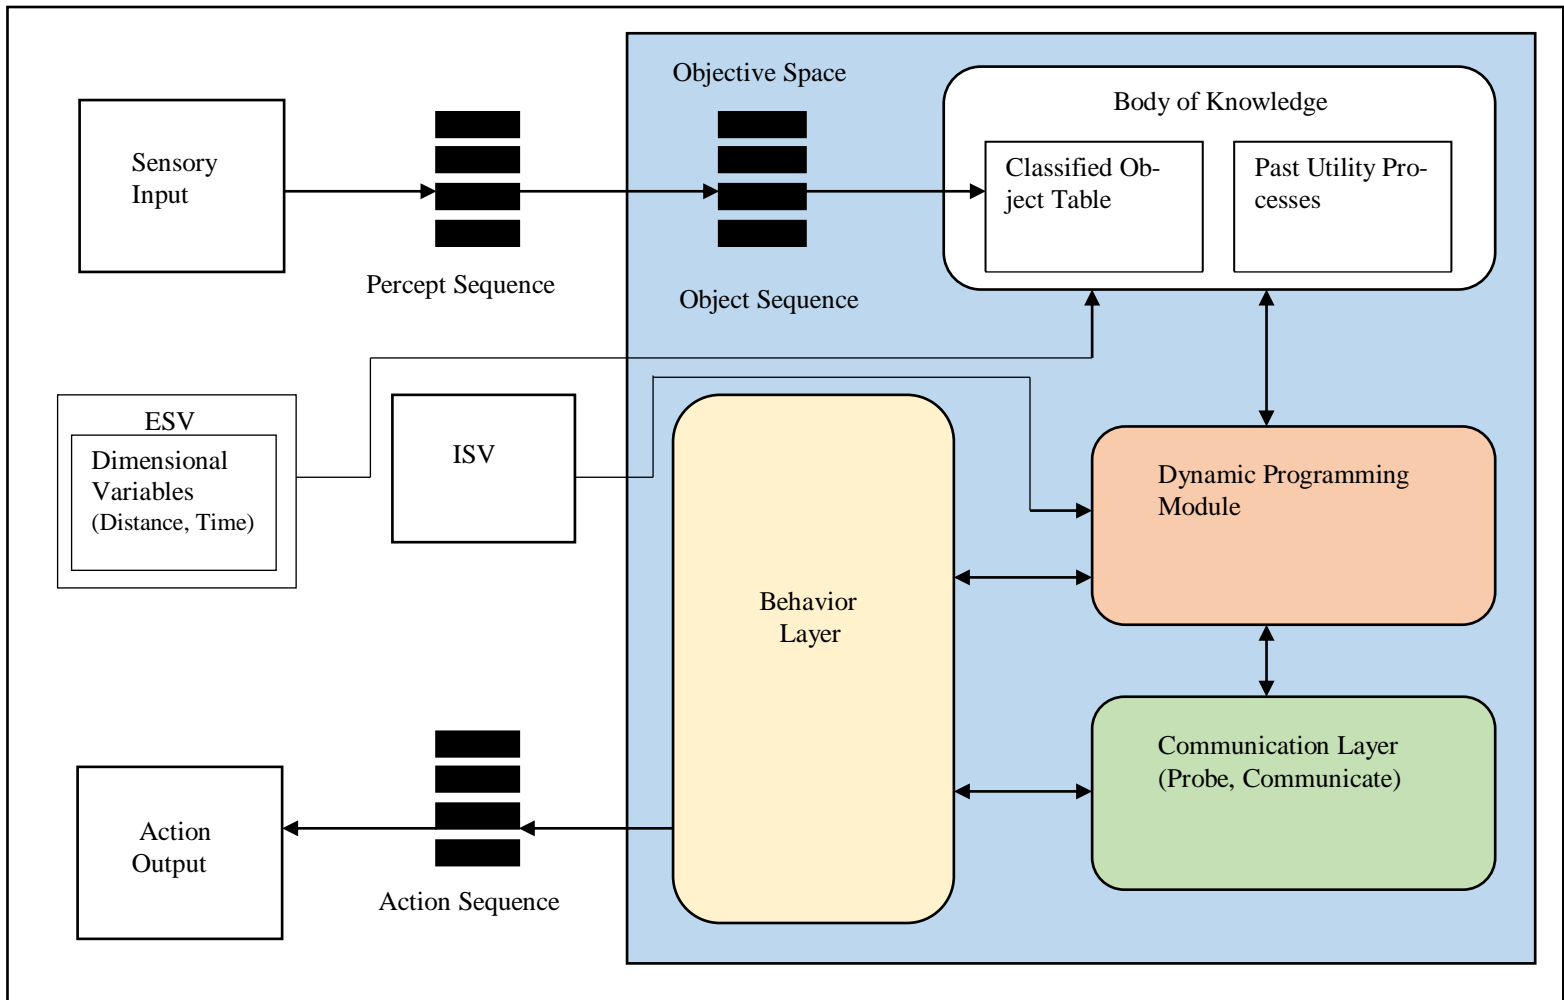 Objective Space
Body of Knowledge
Sensory
Input
Classified Ob-
ject Table
Past Utility Pro-
cesses
Percept Sequence
Object Sequence
ESV
Dimensional
Variables
(Distance, Time)
ISV
Dynamic Programming
Module
Behavior
Layer
Communication Layer
(Probe, Communicate)
Action
Output
Action Sequence